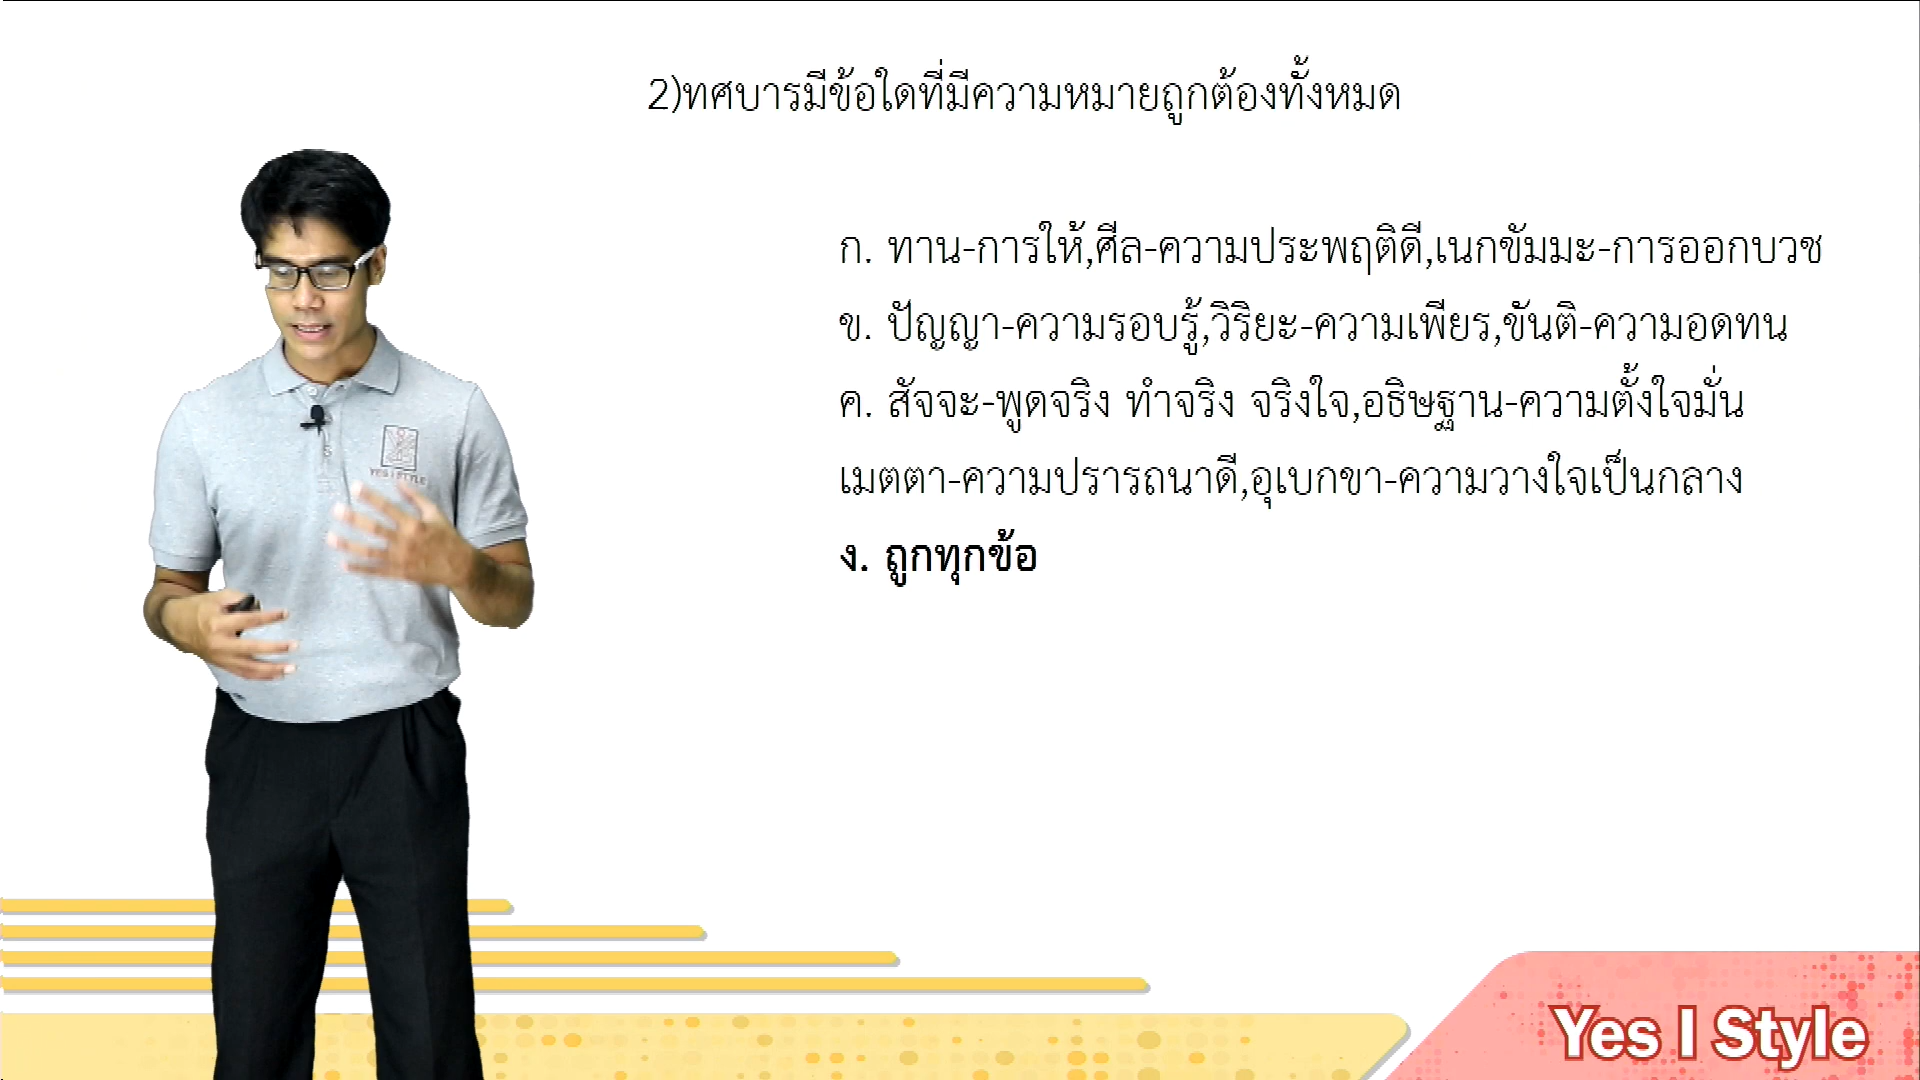 2)ทศบารมีข้อใดที่มีความหมายถูกต้องทั้งหมด
ก. ทาน-การให้,ศีล-ความประพฤติดี,เนกขัมมะ-การออกบวช
ข. ปัญญา-ความรอบรู้,วิริยะ-ความเพียร,ขันติ-ความอดทน
ค. สัจจะ-พูดจริง ทำจริง จริงใจ,อธิษฐาน-ความตั้งใจมั่น
เมตตา-ความปรารถนาดี,อุเบกขา-ความวางใจเป็นกลาง
ง. ถูกทุกข้อ
YES I STYLE
Yes I Style